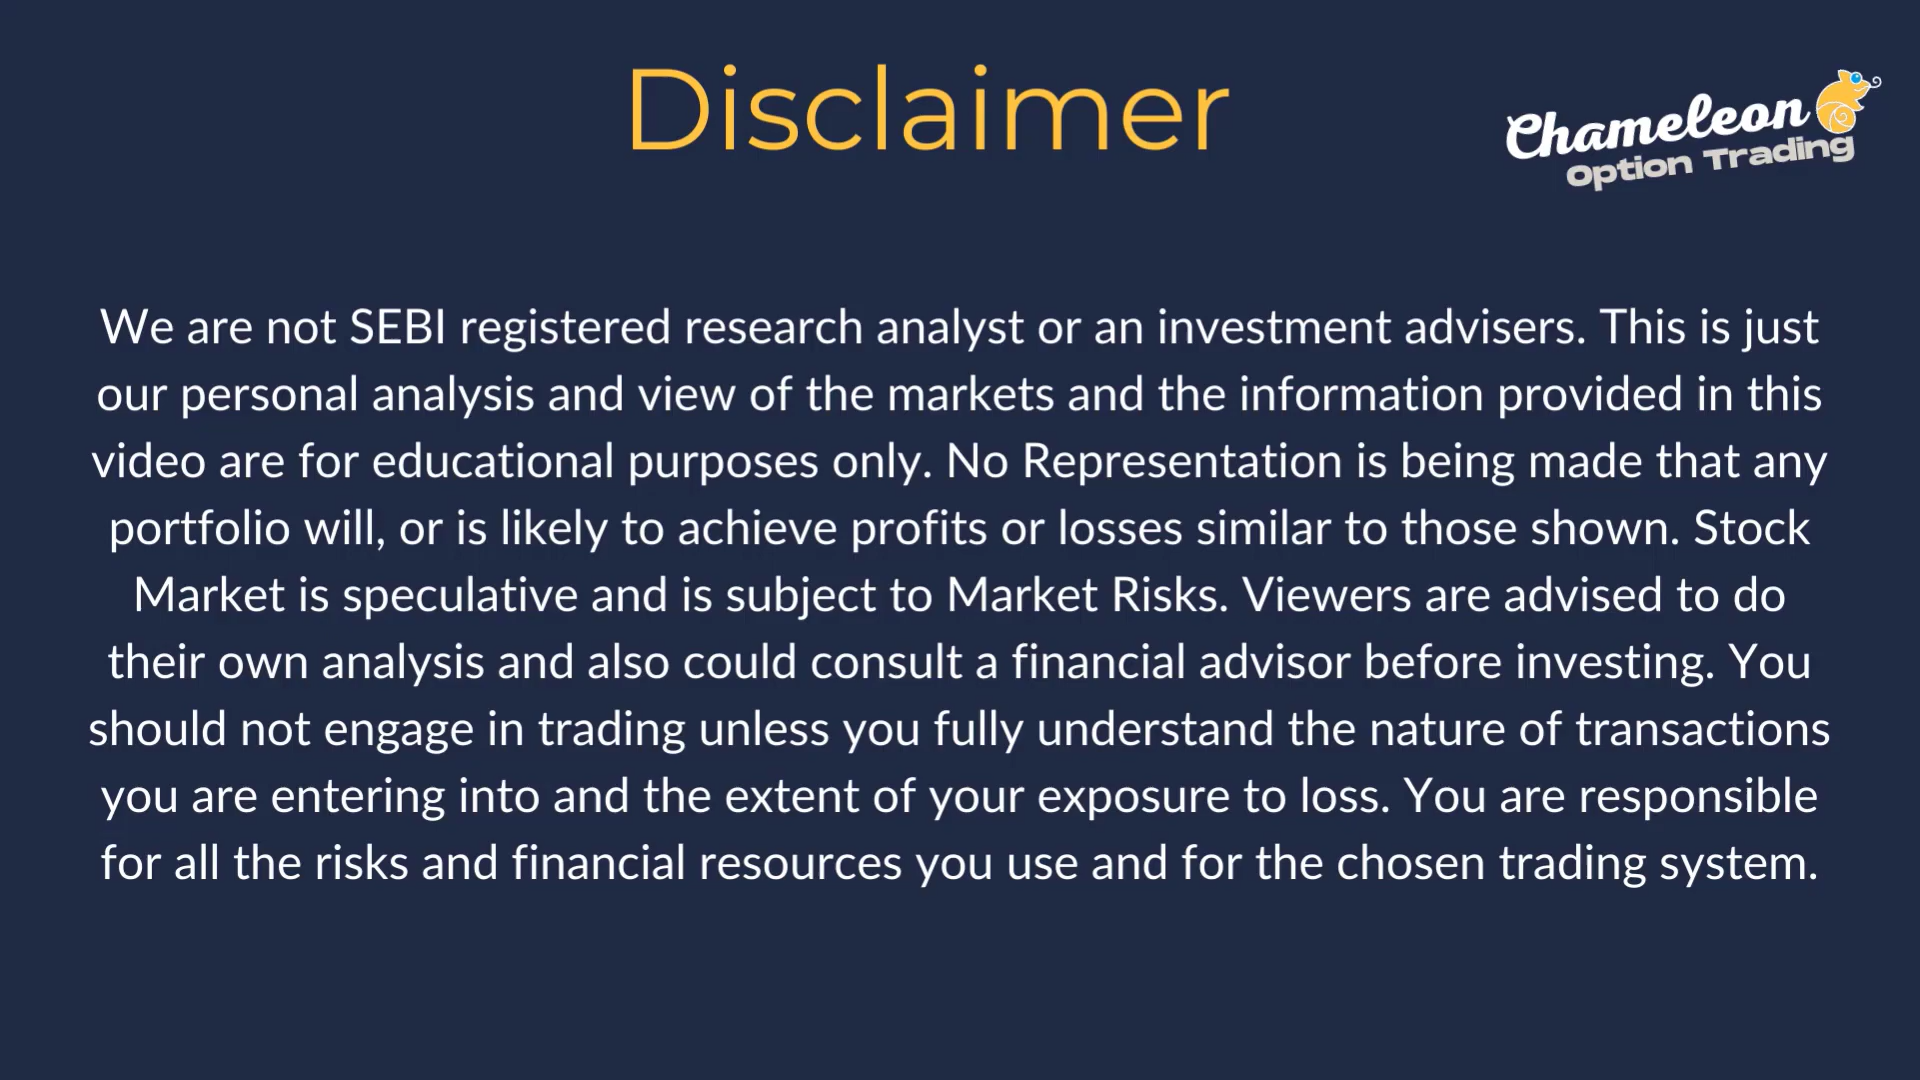 Disclaimer
Chameleon
Option Trading
We are not SEBI registered research analyst or an investment advisers. This is just
our personal analysis and view of the markets and the information provided in this
video are for educational purposes only. No Representation is being made that any
portfolio will, or is likely to achieve profits or losses similar to those shown. Stock
Market is speculative and is subject to Market Risks. Viewers are advised to do
their own analysis and also could consult a financial advisor before investing. You
should not engage in trading unless you fully understand the nature of transactions
you are entering into and the extent of your exposure to loss. You are responsible
for all the risks and financial resources you use and for the chosen trading system.